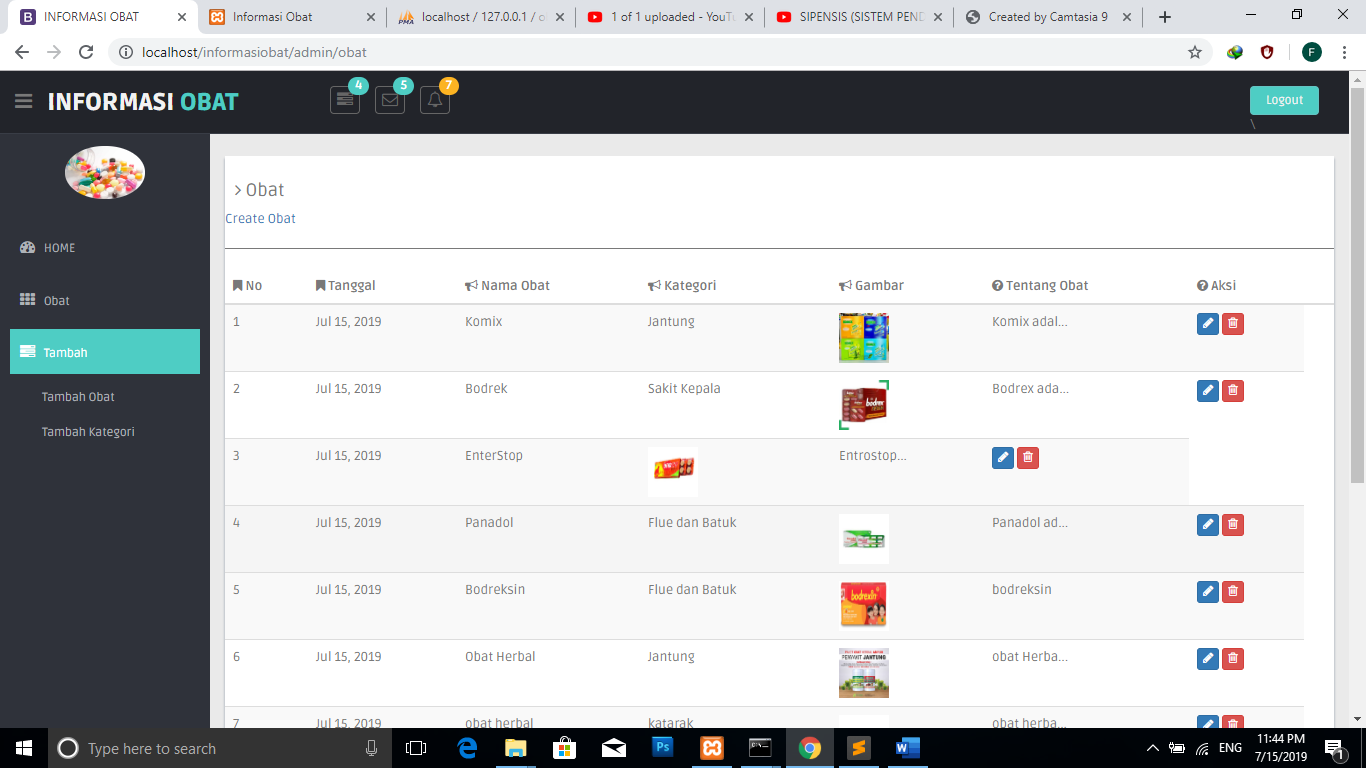 INFORMASI OBAT
Informasi Obat
localhost / 127.0.0.1 / o
1 of 1 uploaded - YouTu
SIPENSIS (SISTEM PEND
Created by Camtasia 9
localhost/informasiobat/admin/obat
F
INFORMASI OBAT
4
5
7
Logout
\
HOME
Obat
Tambah
Tambah Obat
Tambah Kategori
> Obat
Create Obat
No Tanggal Nama Obat Kategori Gambar Tentang Obat Aksi
1 Jul 15, 2019 Komix Jantung Komix adal...
2 Jul 15, 2019 Bodrek Sakit Kepala bodrex Bodrex ada...
3 Jul 15, 2019 EnterStop Entrostop...
4 Jul 15, 2019 Panadol Flue dan Batuk Panadol ad...
5 Jul 15, 2019 Bodreksin Flue dan Batuk bodrexin bodreksin
6 Jul 15, 2019 Obat Herbal Jantung PENYAKIT JANTUNG obat Herba...
7 Jul 15, 2019 obat herbal katarak obat herba...
Type here to search
ENG
11:44 PM
7/15/2019
1